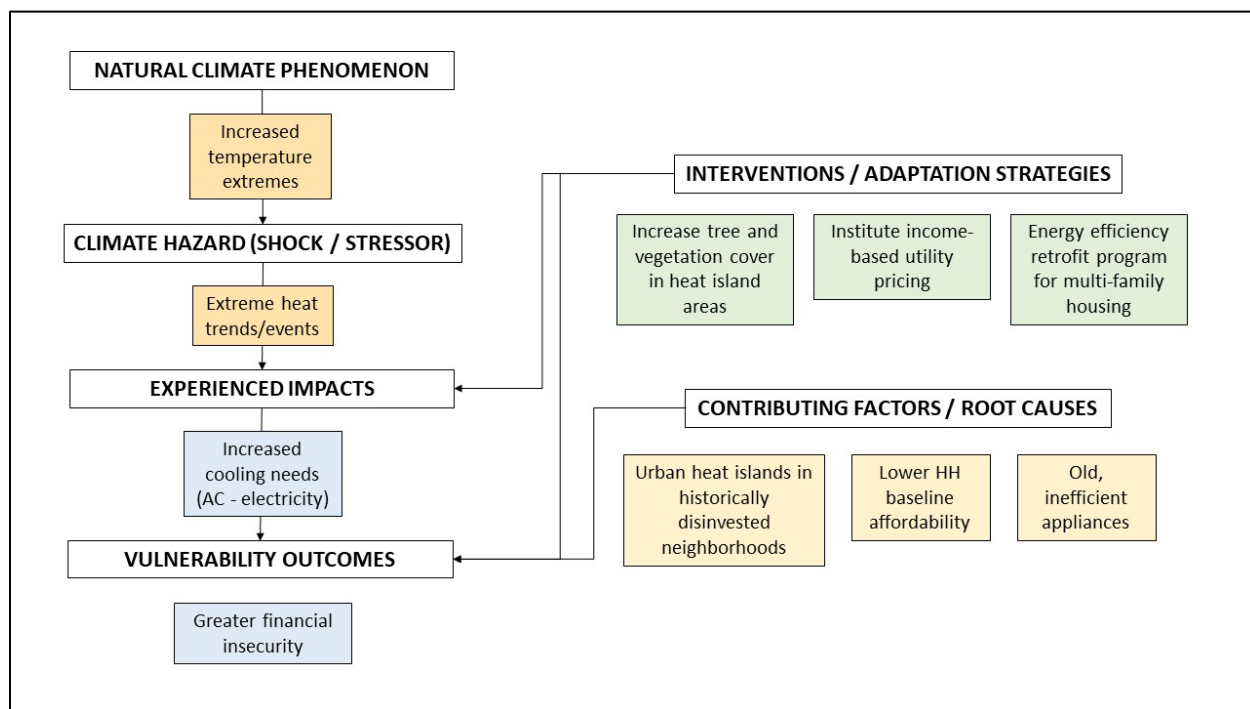 NATURAL CLIMATE PHENOMENON
Increased
temperature
extremes
CLIMATE HAZARD (SHOCK / STRESSOR)
Extreme heat
trends/events
EXPERIENCED IMPACTS
Increased
cooling needs
(AC - electricity)
VULNERABILITY OUTCOMES
Greater financial
insecurity
INTERVENTIONS / ADAPTATION STRATEGIES
Increase tree and
vegetation cover
in heat island
areas
Institute income-
based utility
pricing
Energy efficiency
retrofit program
for multi-family
housing
CONTRIBUTING FACTORS / ROOT CAUSES
Urban heat islands in
historically
disinvested
neighborhoods
Lower HH
baseline
affordability
Old,
inefficient
appliances